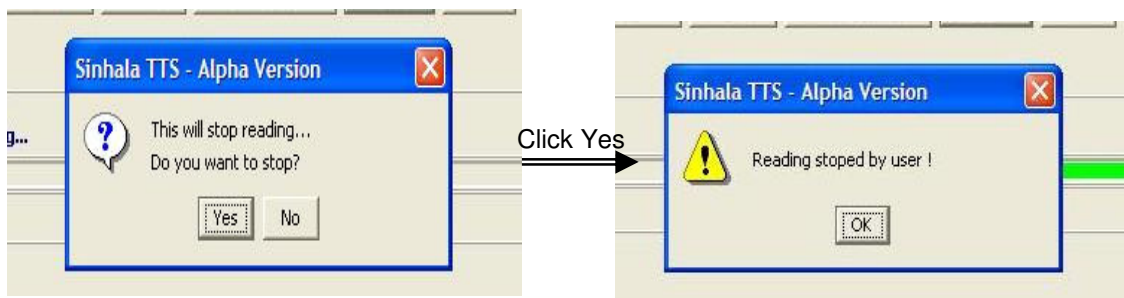 Sinhala TTS - Alpha Version
This will stop reading...
Do you want to stop?
Yes No
g...
Click Yes
Sinhala TTS - Alpha Version
Reading stoped by user !
OK